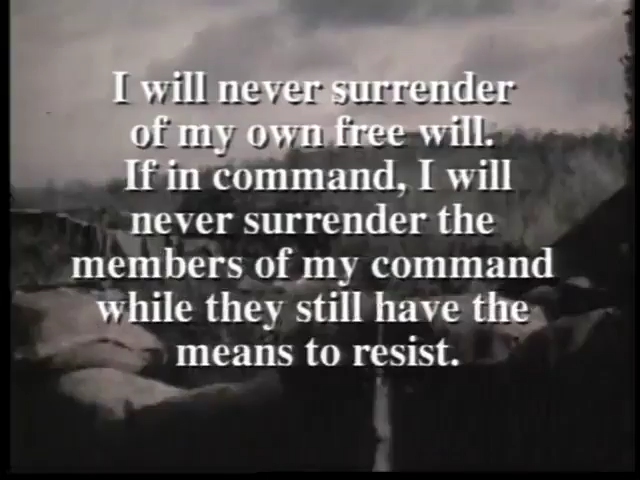 I will never surrender
of my own free will.
If in command, I will
never surrender the
members of my command
while they still have the
means to resist.